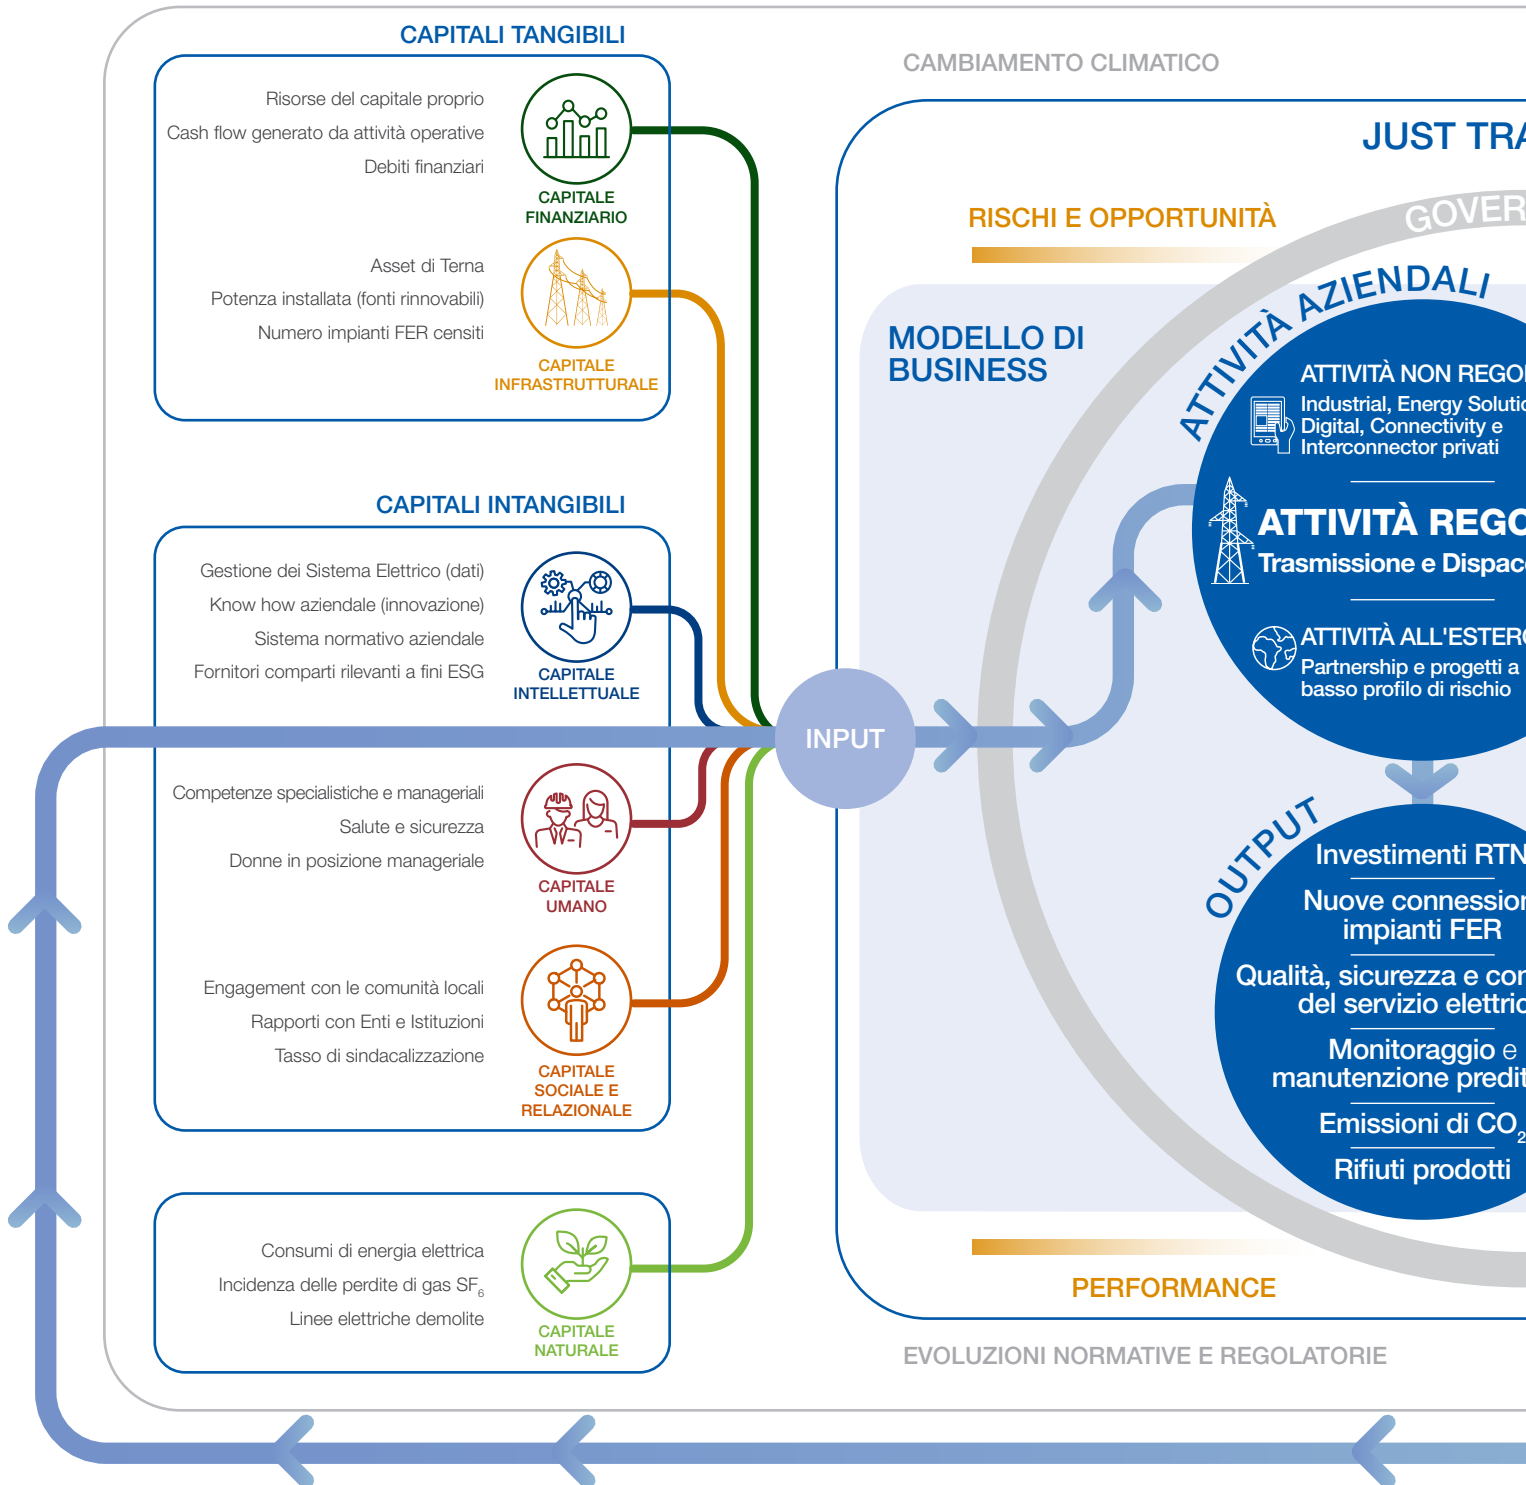 CAPITALI TANGIBILI
Risorse del capitale proprio
Cash flow generato da attività operative
Debiti finanziari
CAPITALE
FINANZIARIO
Asset di Terna
Potenza installata (fonti rinnovabili)
Numero impianti FER censiti
CAPITALE
INFRASTRUTTURALE
CAPITALI INTANGIBILI
Gestione dei Sistema Elettrico (dati)
Know how aziendale (innovazione)
Sistema normativo aziendale
Fornitori comparti rilevanti a fini ESG
CAPITALE
INTELLETTUALE
Competenze specialistiche e manageriali
Salute e sicurezza
Donne in posizione manageriale
CAPITALE
UMANO
Engagement con le comunità locali
Rapporti con Enti e Istituzioni
Tasso di sindacalizzazione
CAPITALE
SOCIALE E
RELAZIONALE
Consumi di energia elettrica
Incidenza delle perdite di gas SF₆
Linee elettriche demolite
CAPITALE
NATURALE
INPUT
CAMBIAMENTO CLIMATICO
JUST TRA
RISCHI E OPPORTUNITÀ
GOVER
MODELLO DI
BUSINESS
ATTIVITÀ AZIENDALI
ATTIVITÀ NON REGOL
Industrial, Energy Solutio
Digital, Connectivity e
Interconnector privati
ATTIVITÀ REGO
Trasmissione e Dispacc
ATTIVITÀ ALL'ESTERO
Partnership e progetti a
basso profilo di rischio
OUTPUT
Investimenti RTN
Nuove connession
impianti FER
Qualità, sicurezza e con
del servizio elettric
Monitoraggio e
manutenzione predit
Emissioni di CO₂
Rifiuti prodotti
PERFORMANCE
EVOLUZIONI NORMATIVE E REGOLATORIE